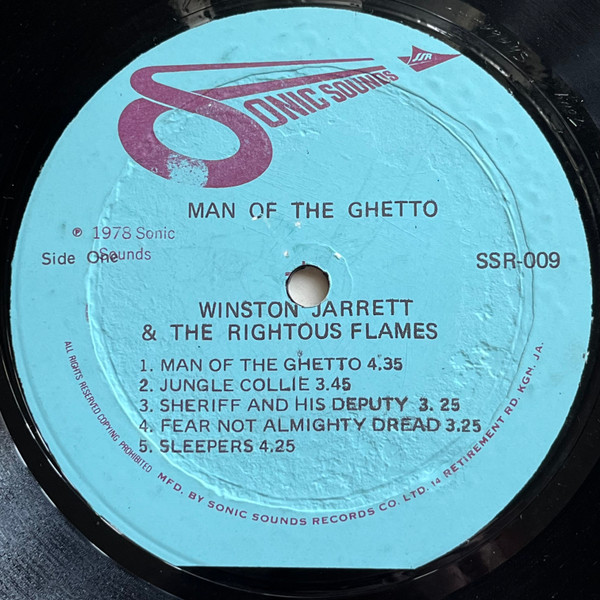 SONIC SOUNDS
SSR
MAN OF THE GHETTO
℗ 1978 Sonic
Sounds
Side One
SSR-009
WINSTON JARRETT
& THE RIGHTOUS FLAMES
1. MAN OF THE GHETTO 4.35
2. JUNGLE COLLIE 3.45
3. SHERIFF AND HIS DEPUTY 3. 25
4. FEAR NOT ALMIGHTY DREAD 3.25
5. SLEEPERS 4.25
ALL RIGHTS RESERVED COPYING PROHIBITED
MFD. BY SONIC SOUNDS RECORDS CO. LTD. 14 RETIREMENT RD. KGN, JA.